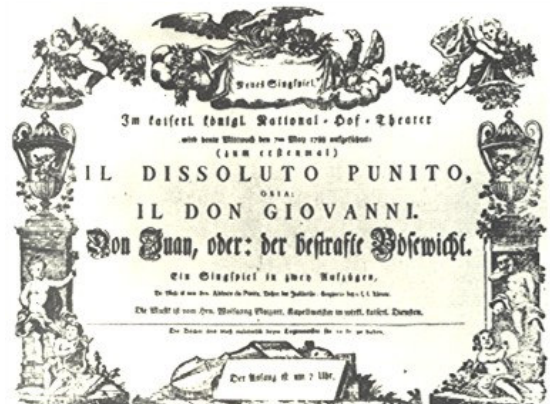 Neues Singspiel.
Im kaiserl. königl. National-Hof-Theater
wird heute Mittwoch den 7ten May 1788 aufgeführt:
(zum erstenmal)
IL DISSOLUTO PUNITO,
OSIA:
IL DON GIOVANNI.
Don Juan, oder: der bestrafte Bösewicht.
Ein Singspiel in zwey Aufzügen.
Die Musik ist vom Hrn. Wolfgang Mozart, Kapellmeister in wirkl. kaiserl. Diensten.
Der Anfang ist um 7 Uhr.